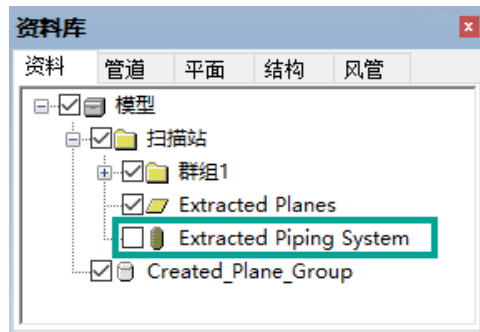 资料库
资料 管道 平面 结构 风管
模型
扫描站
群组1
Extracted Planes
Extracted Piping System
Created_Plane_Group